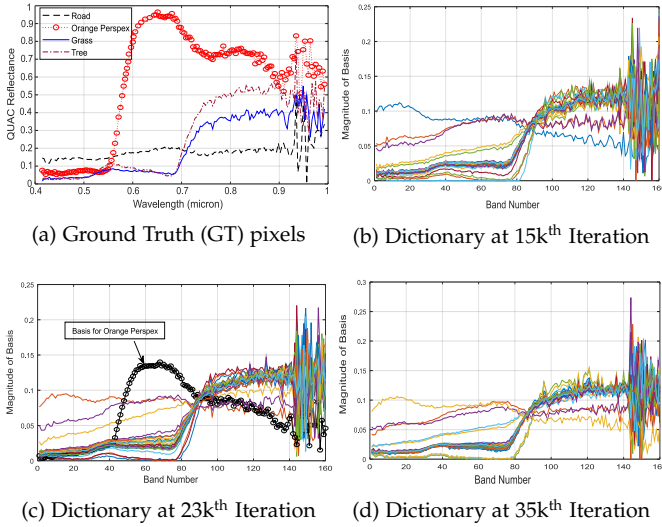 QUAC Reflectance
1
0.9
0.8
0.7
0.6
0.5
0.4
0.3
0.2
0.1
0
Road
Orange Perspex
Grass
Tree
0.4 0.5 0.6 0.7 0.8 0.9 1
Wavelength (micron)
(a) Ground Truth (GT) pixels
Magnitude of Basis
0.25
0.2
0.15
0.1
0.05
0
0 20 40 60 80 100 120 140 160
Band Number
(b) Dictionary at 15kth Iteration
Magnitude of Basis
0.25
0.2
0.15
0.1
0.05
0
Basis for Orange Perspex
0 20 40 60 80 100 120 140 160
Band Number
(c) Dictionary at 23kth Iteration
Magnitude of Basis
0,3
0,25
0,2
0,15
0,1
0,05
0
0 20 40 60 80 100 120 140 160
Band Number
(d) Dictionary at 35kth Iteration